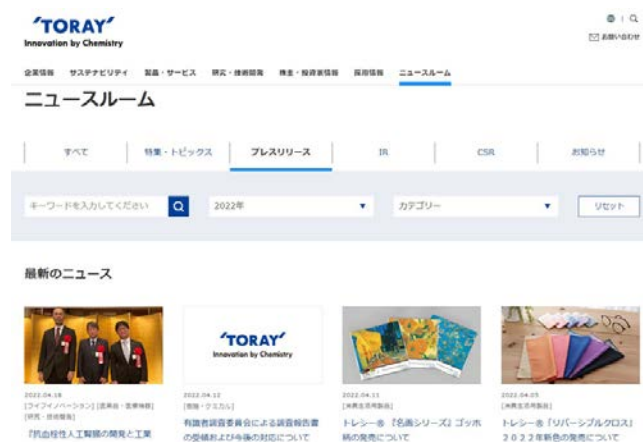 'TORAY'
Innovation by Chemistry
お問い合わせ
企業情報 サステナビリティ 製品・サービス 研究・技術開発 株主・投資家情報 採用情報 ニュースルーム
ニュースルーム
すべて 特集・トピックス プレスリリース IR CSR お知らせ
キーワードを入力してください 2022年 カテゴリー リセット
最新のニュース
'TORAY'
Innovation by Chemistry
2022.04.18 2022.04.12 2022.04.11 2022.04.05
[ライフイノベーション] [医薬品・医療機器] [樹脂・ケミカル] [消費生活用製品] [消費生活用製品]
[研究・技術開発]
『抗血栓性人工腎臓の開発と工業 有識者調査委員会による調査報告書 トレシー® 『名画シリーズ』ゴッホ トレシー® 「リバーシブルクロス」
の受領および今後の対応について 柄の発売について 2022年新色の発売について